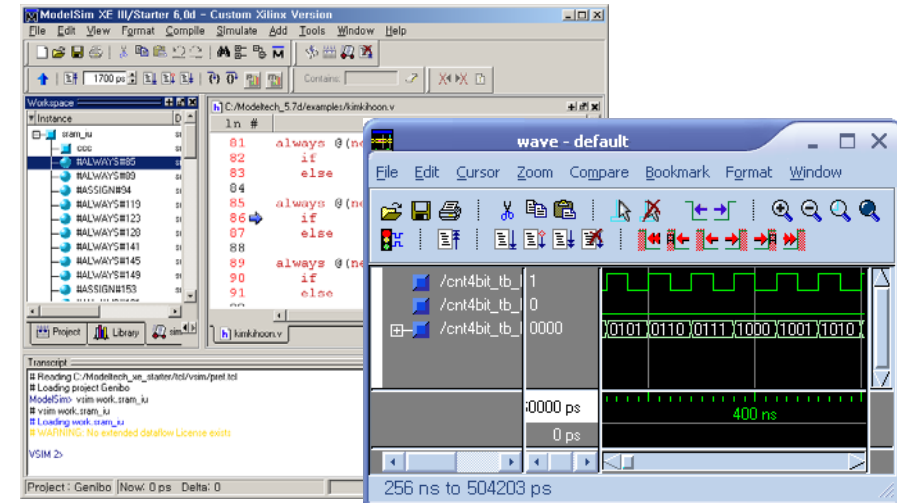 ModelSim XE III/Starter 6.0d - Custom Xilinx Version
File Edit View Format Compile Simulate Add Tools Window Help
1700 ps
Contains:
Workspace
Instance
D
sram_iu
ccc
#ALWAYS#85
#ALWAYS#89
#ASSIGN#94
#ALWAYS#119
#ALWAYS#123
#ALWAYS#128
#ALWAYS#141
#ALWAYS#145
#ALWAYS#149
#ASSIGN#153
Project Library sim
C:/Modeltech_5.7d/examples/kimkihoon.v
ln #
81 always @(ne
82 if
83 else
84
85 always @(ne
86 if
87 else
88
89 always @(ne
90 if
91 else
kimkihoon.v
Transcript
# Reading C:/Modeltech_xe_starter/tcl/vsim/pref.tcl
# Loading project Genibo
ModelSim> vsim work.sram_iu
# vsim work.sram_iu
# Loading work.sram_iu
# WARNING: No extended dataflow License exists
VSIM 2>
Project : Genibo Now: 0 ps Delta: 0
wave - default
File Edit Cursor Zoom Compare Bookmark Format Window
/cnt4bit_tb_ 1
/cnt4bit_tb_ 0
/cnt4bit_tb_ 0000 0101 0110 0111 1000 1001 1010
0000 ps
400 ns
0 ps
256 ns to 504203 ps